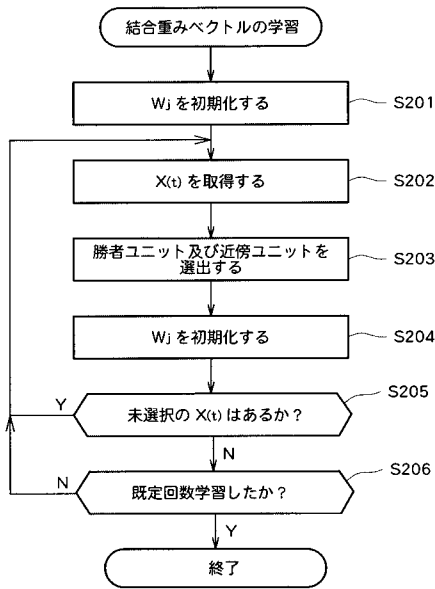 結合重みベクトルの学習
Wj を初期化する
S201
X(t) を取得する
S202
勝者ユニット及び近傍ユニットを
選出する
S203
Wj を初期化する
S204
S205
Y
未選択の X(t) はあるか？
N
S206
N
既定回数学習したか？
Y
終了